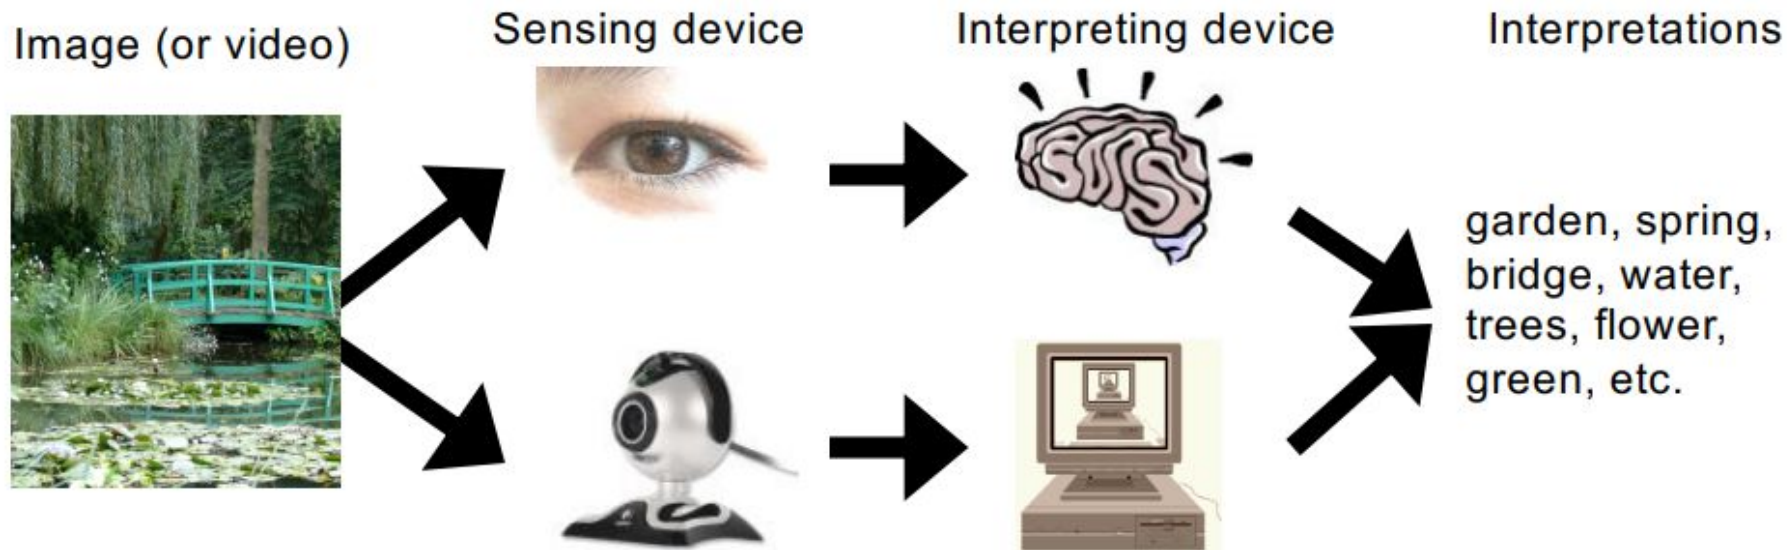 Image (or video)
Sensing device
Interpreting device
Interpretations
garden, spring,
bridge, water,
trees, flower,
green, etc.